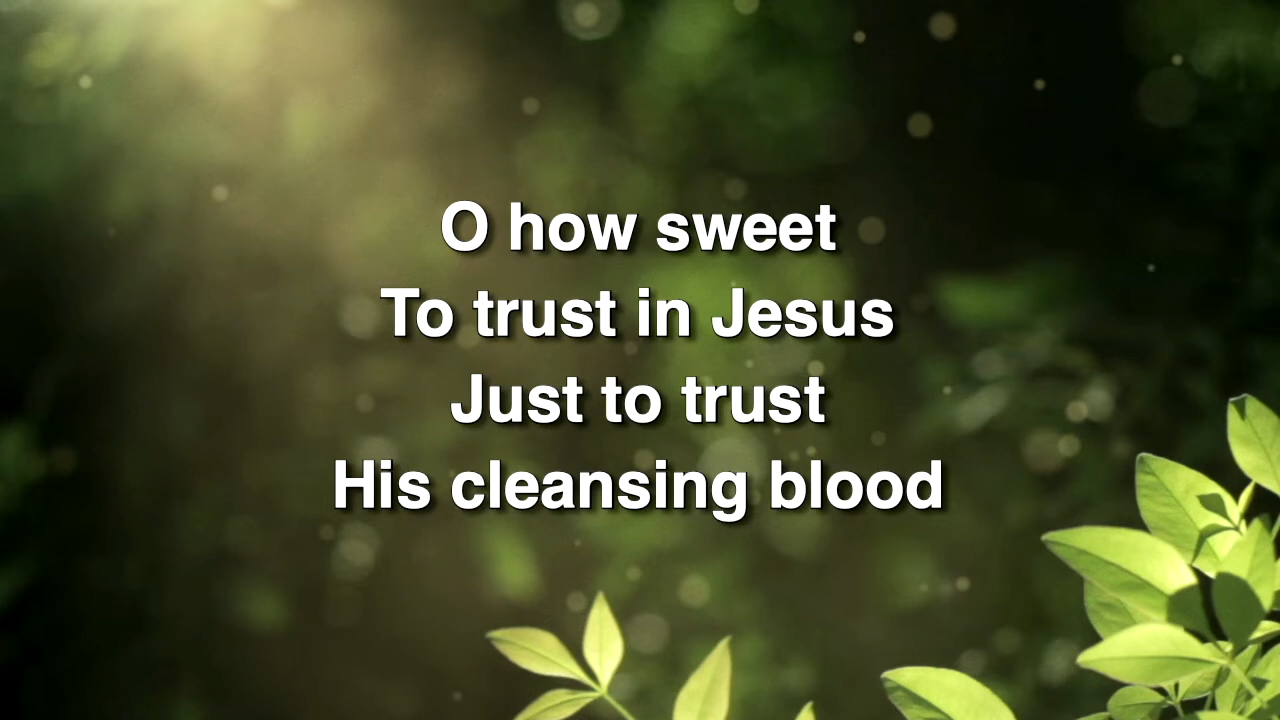 O how sweet
To trust in Jesus
Just to trust
His cleansing blood